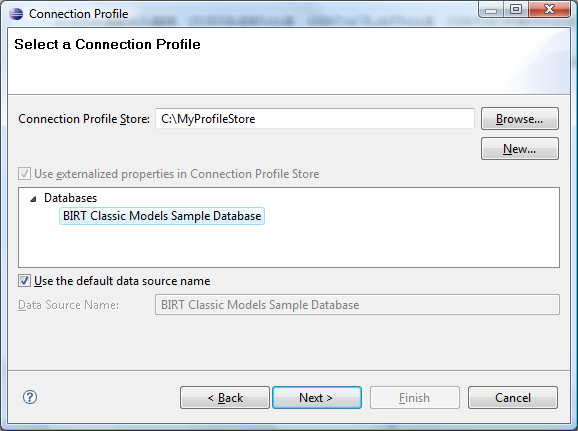 Connection Profile
Select a Connection Profile
Connection Profile Store: C:\MyProfileStore Browse...
New...
Use externalized properties in Connection Profile Store
Databases
BIRT Classic Models Sample Database
Use the default data source name
Data Source Name: BIRT Classic Models Sample Database
? < Back Next > Finish Cancel